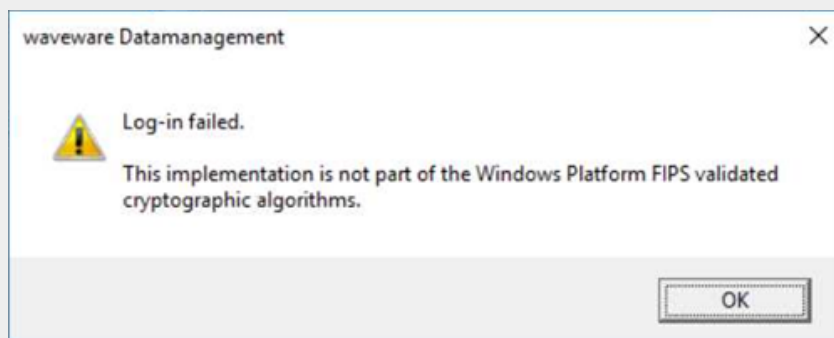 waveware Datamanagement
Log-in failed.
This implementation is not part of the Windows Platform FIPS validated
cryptographic algorithms.
OK